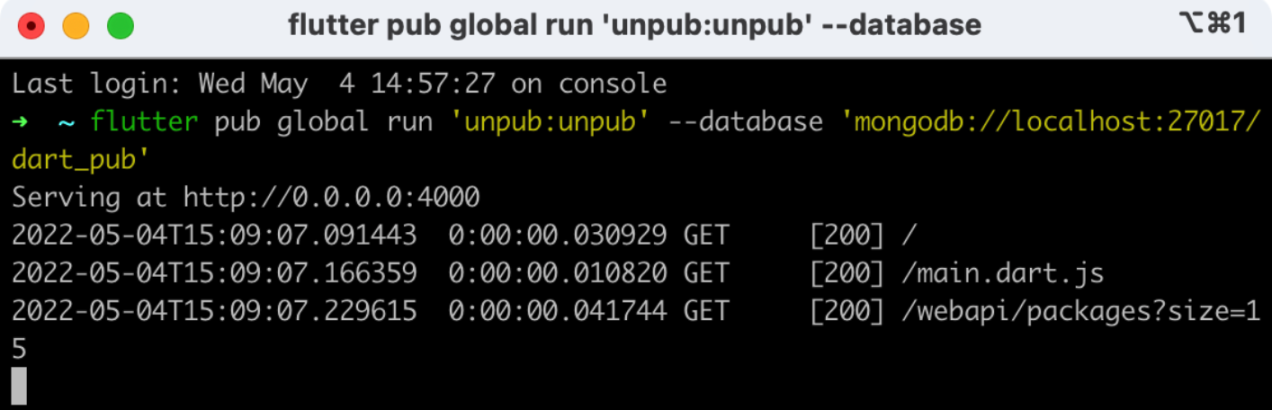 flutter pub global run 'unpub:unpub' --database ⌥⌘1
Last login: Wed May  4 14:57:27 on console
➜  ~ flutter pub global run 'unpub:unpub' --database 'mongodb://localhost:27017/
dart_pub'
Serving at http://0.0.0.0:4000
2022-05-04T15:09:07.091443  0:00:00.030929 GET     [200] /
2022-05-04T15:09:07.166359  0:00:00.010820 GET     [200] /main.dart.js
2022-05-04T15:09:07.229615  0:00:00.041744 GET     [200] /webapi/packages?size=1
5